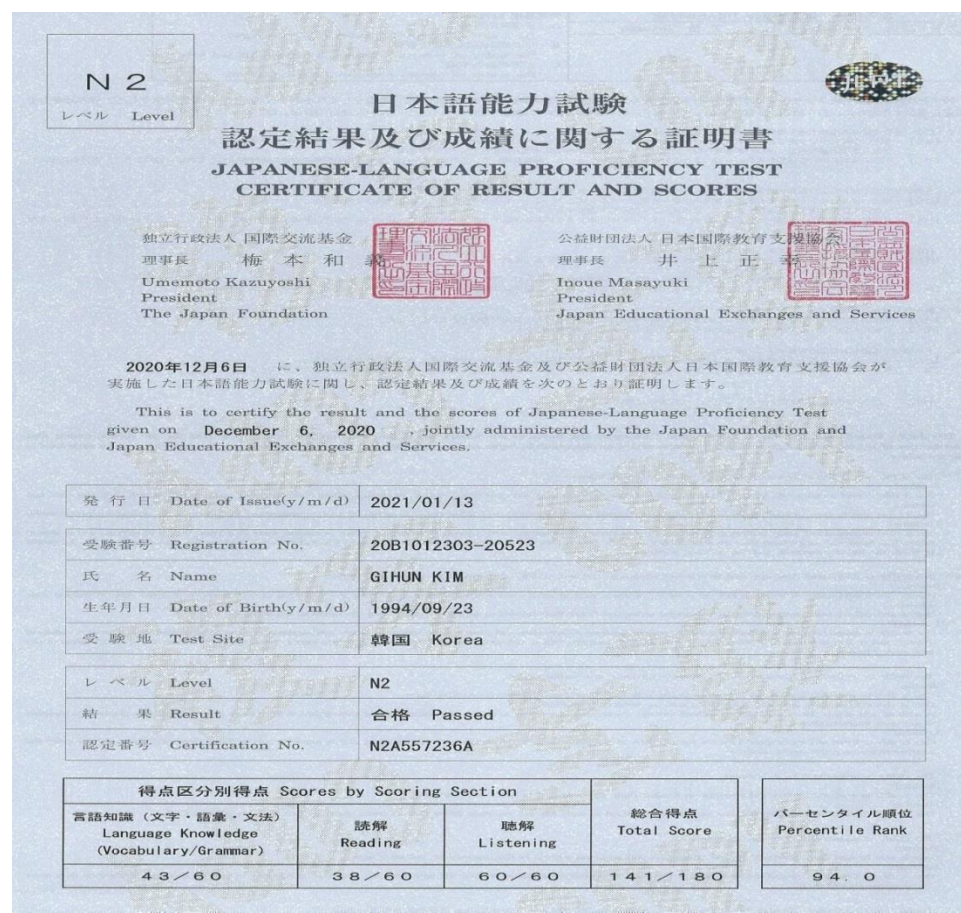 N 2
レベル Level
日本語能力試験
認定結果及び成績に関する証明書
JAPANESE-LANGUAGE PROFICIENCY TEST
CERTIFICATE OF RESULT AND SCORES
独立行政法人 国際交流基金
理事長 梅本和義
Umemoto Kazuyoshi
President
The Japan Foundation
公益財団法人 日本国際教育支援協会
理事長 井上正幸
Inoue Masayuki
President
Japan Educational Exchanges and Services
2020年12月6日 に、独立行政法人国際交流基金及び公益財団法人日本国際教育支援協会が
実施した日本語能力試験に関し、認定結果及び成績を次のとおり証明します。
This is to certify the result and the scores of Japanese-Language Proficiency Test
given on December 6, 2020 , jointly administered by the Japan Foundation and
Japan Educational Exchanges and Services.
発行日 Date of Issue(y/m/d) 2021/01/13
受験番号 Registration No. 20B1012303-20523
氏名 Name GIHUN KIM
生年月日 Date of Birth(y/m/d) 1994/09/23
受験地 Test Site 韓国 Korea
レベル Level N2
結果 Result 合格 Passed
認定番号 Certification No. N2A557236A
得点区分別得点 Scores by Scoring Section
言語知識（文字・語彙・文法）
Language Knowledge
(Vocabulary/Grammar)
読解
Reading
聴解
Listening
総合得点
Total Score
パーセンタイル順位
Percentile Rank
43／60 38／60 60／60 141／180 94.0